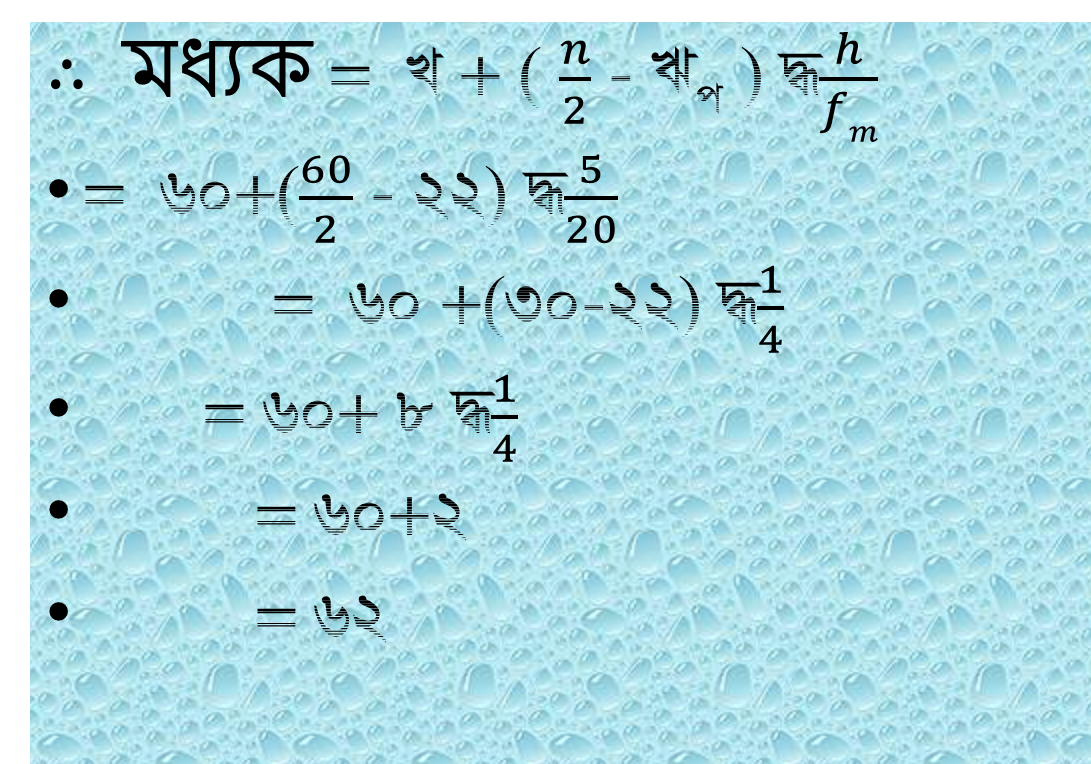 ∴ মধ্যক = খ + ( n/2 - ঋপ ) দ্ধ h/f m
• = ৬০+(60/2 - ২২) দ্ধ 5/20
• = ৬০ +(৩০-২২) দ্ধ 1/4
• = ৬০+ ৮ দ্ধ 1/4
• = ৬০+২
• = ৬২